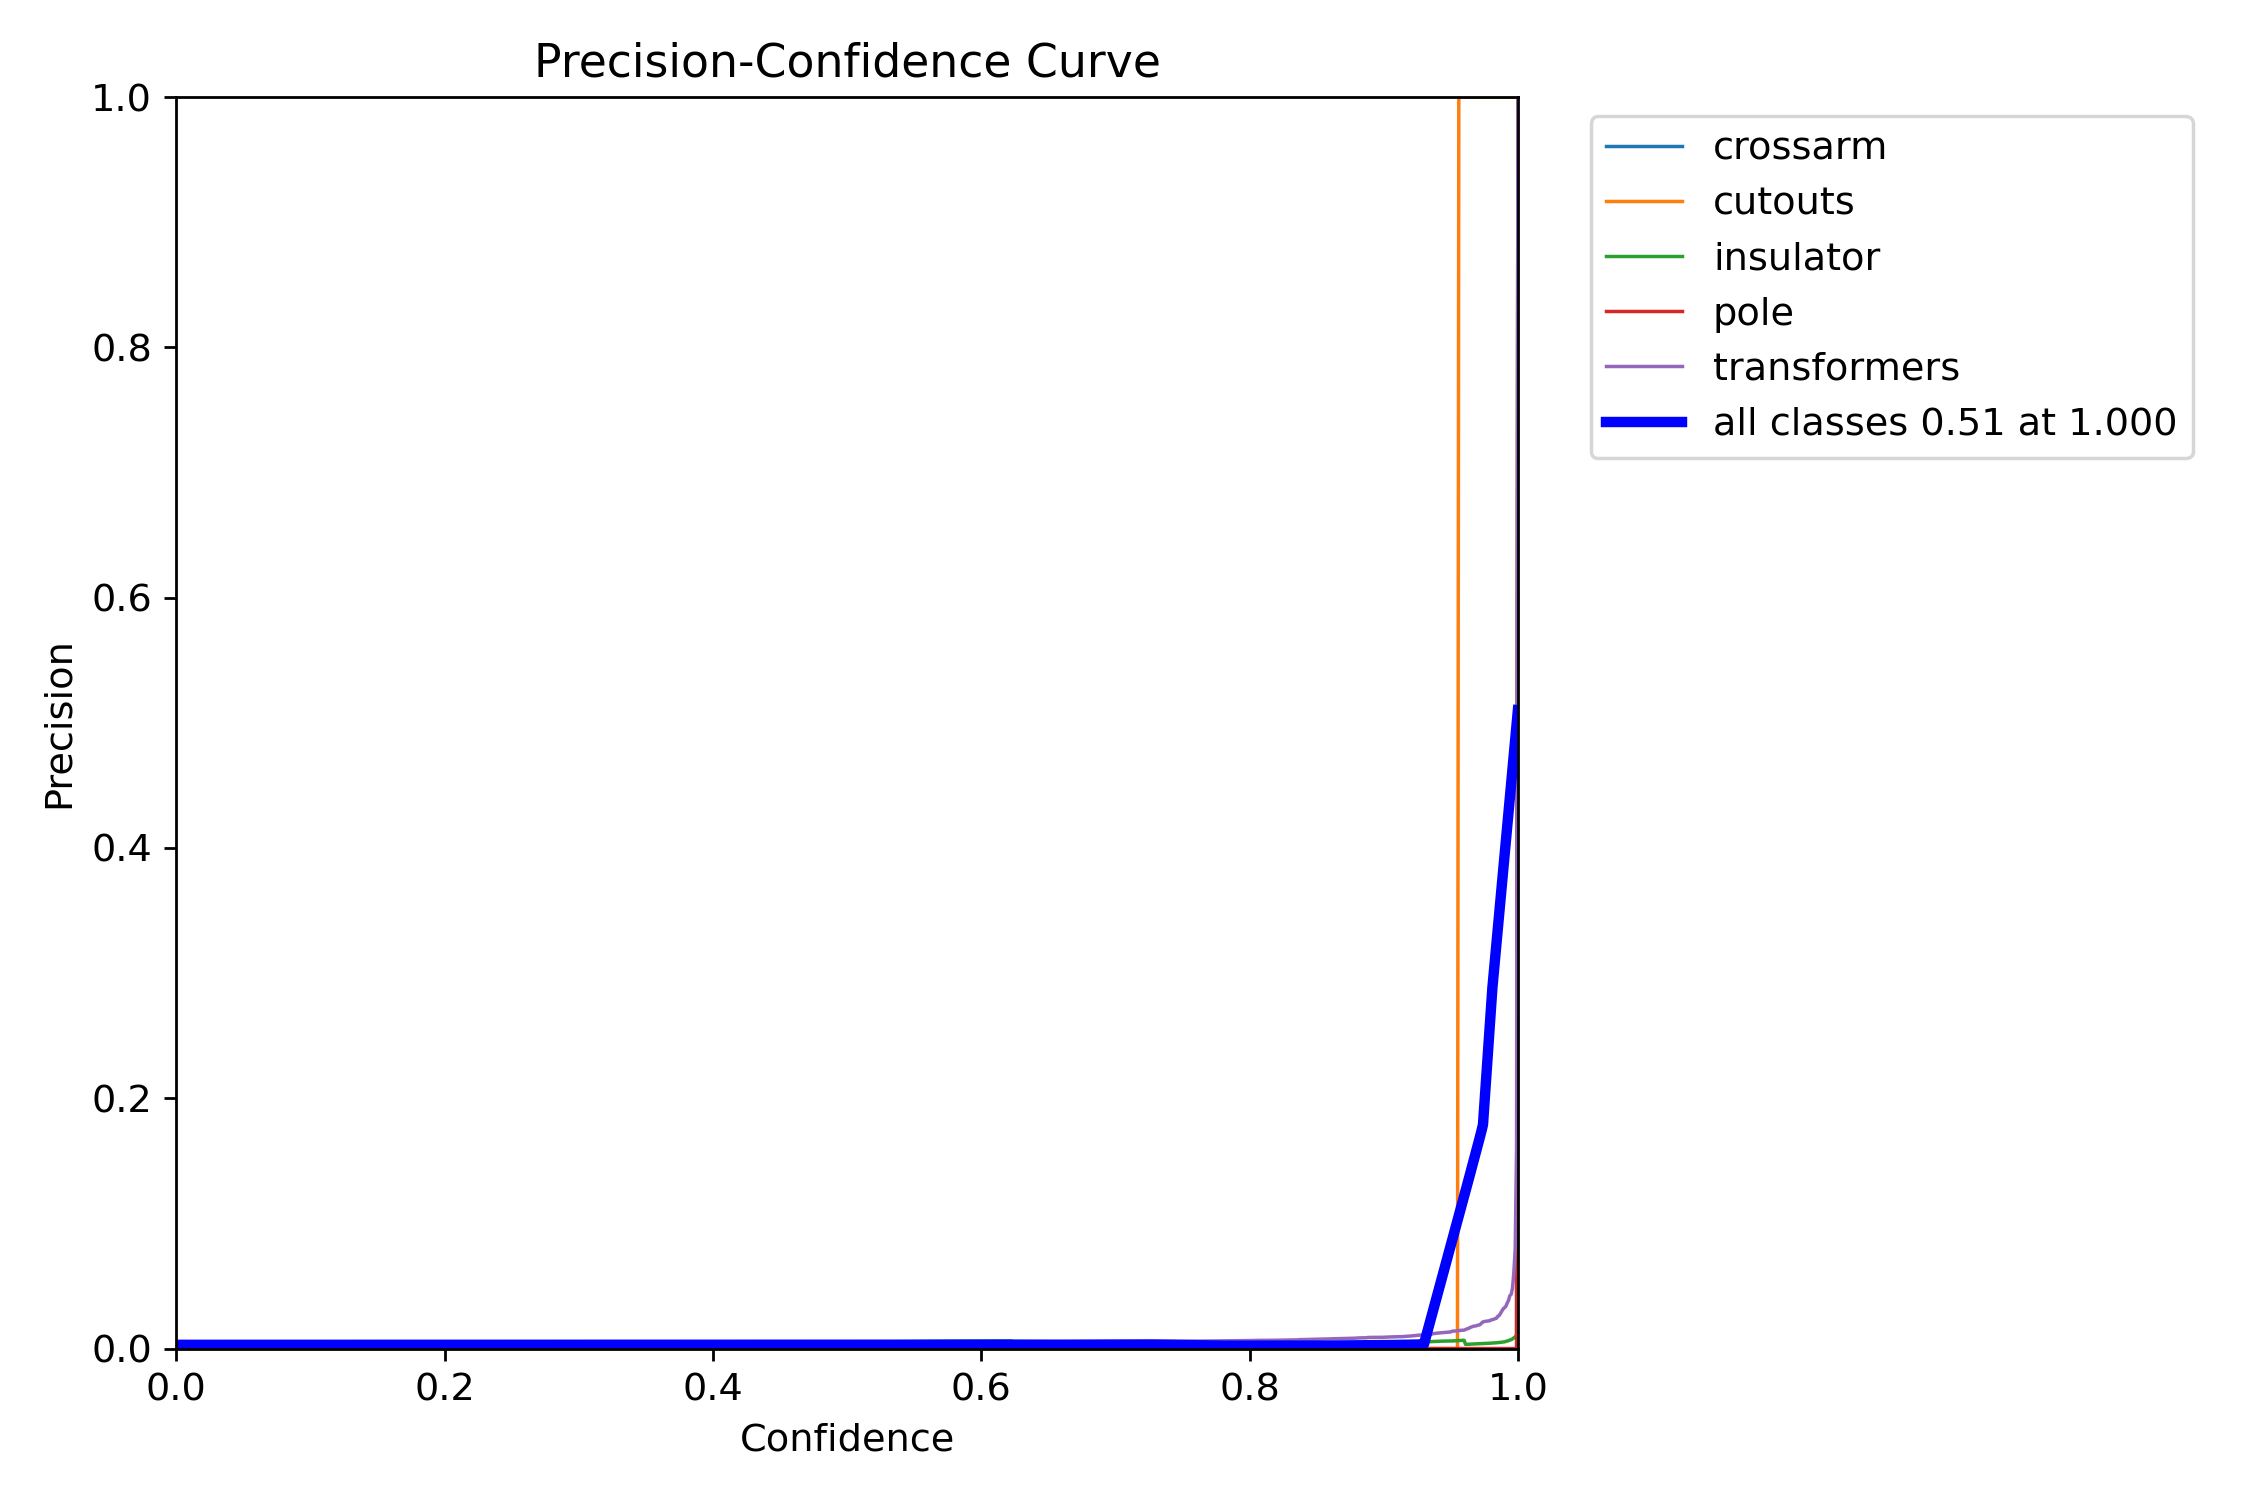 Precision-Confidence Curve
1.0
0.8
0.6
0.4
0.2
0.0
Precision
0.0 0.2 0.4 0.6 0.8 1.0
Confidence
crossarm
cutouts
insulator
pole
transformers
all classes 0.51 at 1.000